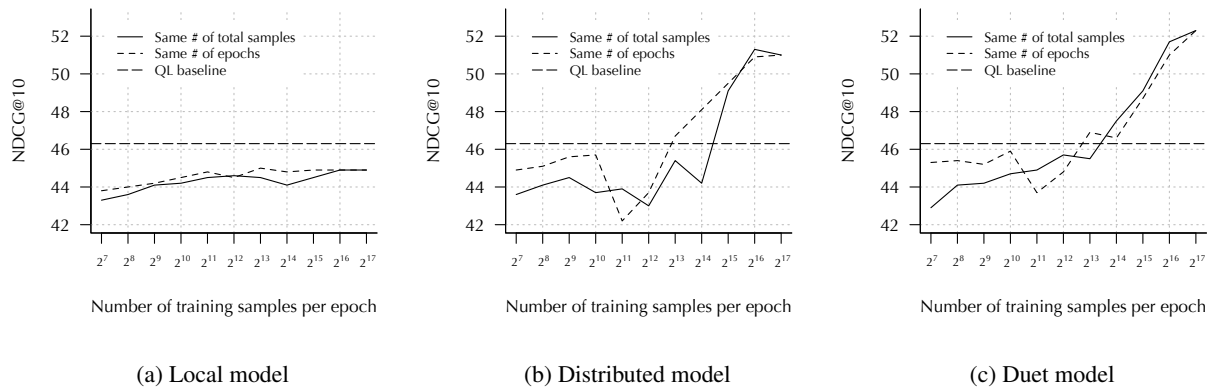 NDCG@10
52
50
48
46
44
42
Same # of total samples
Same # of epochs
QL baseline
2^7 2^8 2^9 2^10 2^11 2^12 2^13 2^14 2^15 2^16 2^17
Number of training samples per epoch
(a) Local model
NDCG@10
52
50
48
46
44
42
Same # of total samples
Same # of epochs
QL baseline
2^7 2^8 2^9 2^10 2^11 2^12 2^13 2^14 2^15 2^16 2^17
Number of training samples per epoch
(b) Distributed model
NDCG@10
52
50
48
46
44
42
Same # of total samples
Same # of epochs
QL baseline
2^7 2^8 2^9 2^10 2^11 2^12 2^13 2^14 2^15 2^16 2^17
Number of training samples per epoch
(c) Duet model